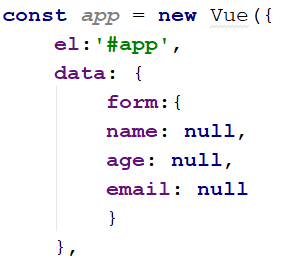 const app = new Vue({
    el:'#app',
    data: {
        form:{
        name: null,
        age: null,
        email: null
        }
    },